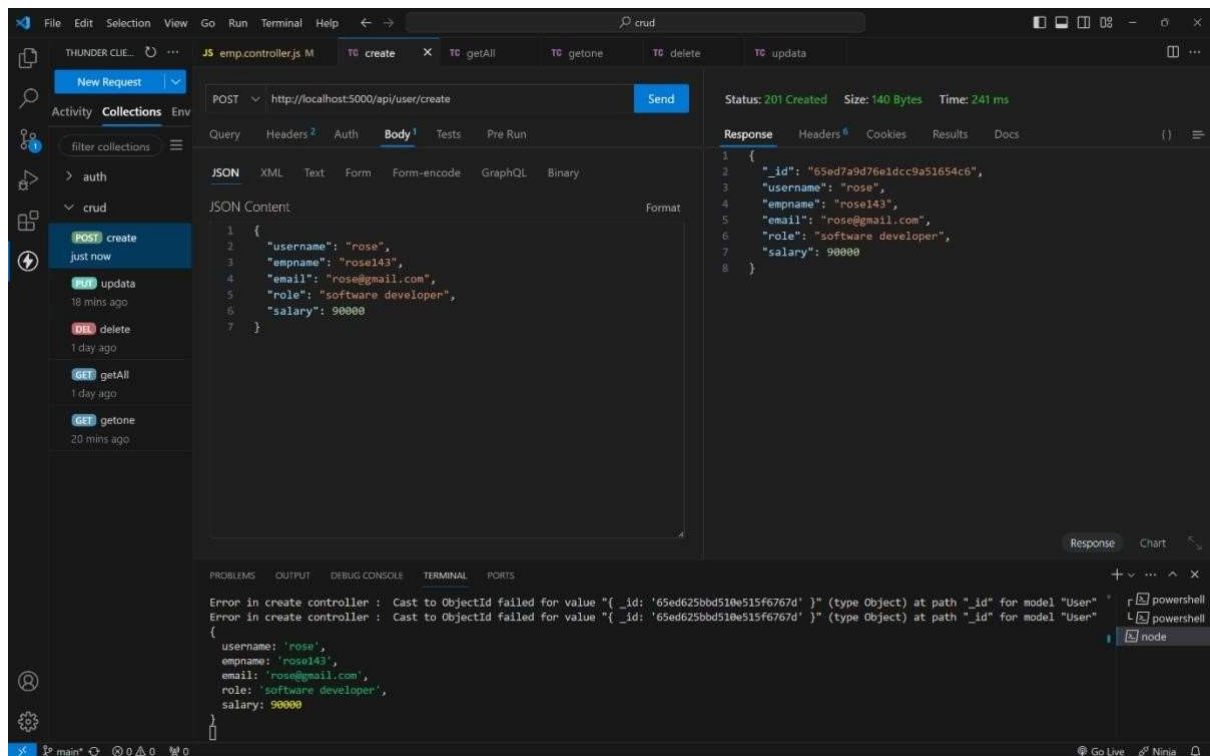 File Edit Selection View Go Run Terminal Help crud
THUNDER CLIE...
JS emp.controller.js M TC create TC getAll TC getone TC delete TC updata
New Request
Activity Collections Env
filter collections
auth
crud
POST create
just now
PUT updata
18 mins ago
DEL delete
1 day ago
GET getAll
1 day ago
GET getone
20 mins ago
POST http://localhost:5000/api/user/create Send
Query Headers 2 Auth Body 1 Tests Pre Run
JSON XML Text Form Form-encode GraphQL Binary
JSON Content Format
1 {
2 "username": "rose",
3 "empname": "rose143",
4 "email": "rose@gmail.com",
5 "role": "software developer",
6 "salary": 90000
7 }
Status: 201 Created Size: 140 Bytes Time: 241 ms
Response Headers 6 Cookies Results Docs { }
1 {
2 "_id": "65ed7a9d76e1dcc9a51654c6",
3 "username": "rose",
4 "empname": "rose143",
5 "email": "rose@gmail.com",
6 "role": "software developer",
7 "salary": 90000
8 }
Response Chart
PROBLEMS OUTPUT DEBUG CONSOLE TERMINAL PORTS
Error in create controller : Cast to ObjectId failed for value "{ _id: '65ed625bbd510e515f6767d' }" (type Object) at path "_id" for model "User"
Error in create controller : Cast to ObjectId failed for value "{ _id: '65ed625bbd510e515f6767d' }" (type Object) at path "_id" for model "User"
{
username: 'rose',
empname: 'rose143',
email: 'rose@gmail.com',
role: 'software developer',
salary: 90000
}
powershell
powershell
node
main* 0 0 0 Go Live Ninja